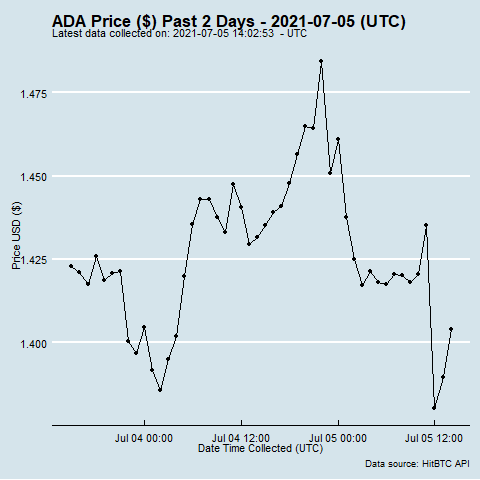 ADA Price ($) Past 2 Days - 2021-07-05 (UTC)
Latest data collected on: 2021-07-05 14:02:53  - UTC
1.475
1.450
1.425
1.400
Price USD ($)
Jul 04 00:00 Jul 04 12:00 Jul 05 00:00 Jul 05 12:00
Date Time Collected (UTC)
Data source: HitBTC API